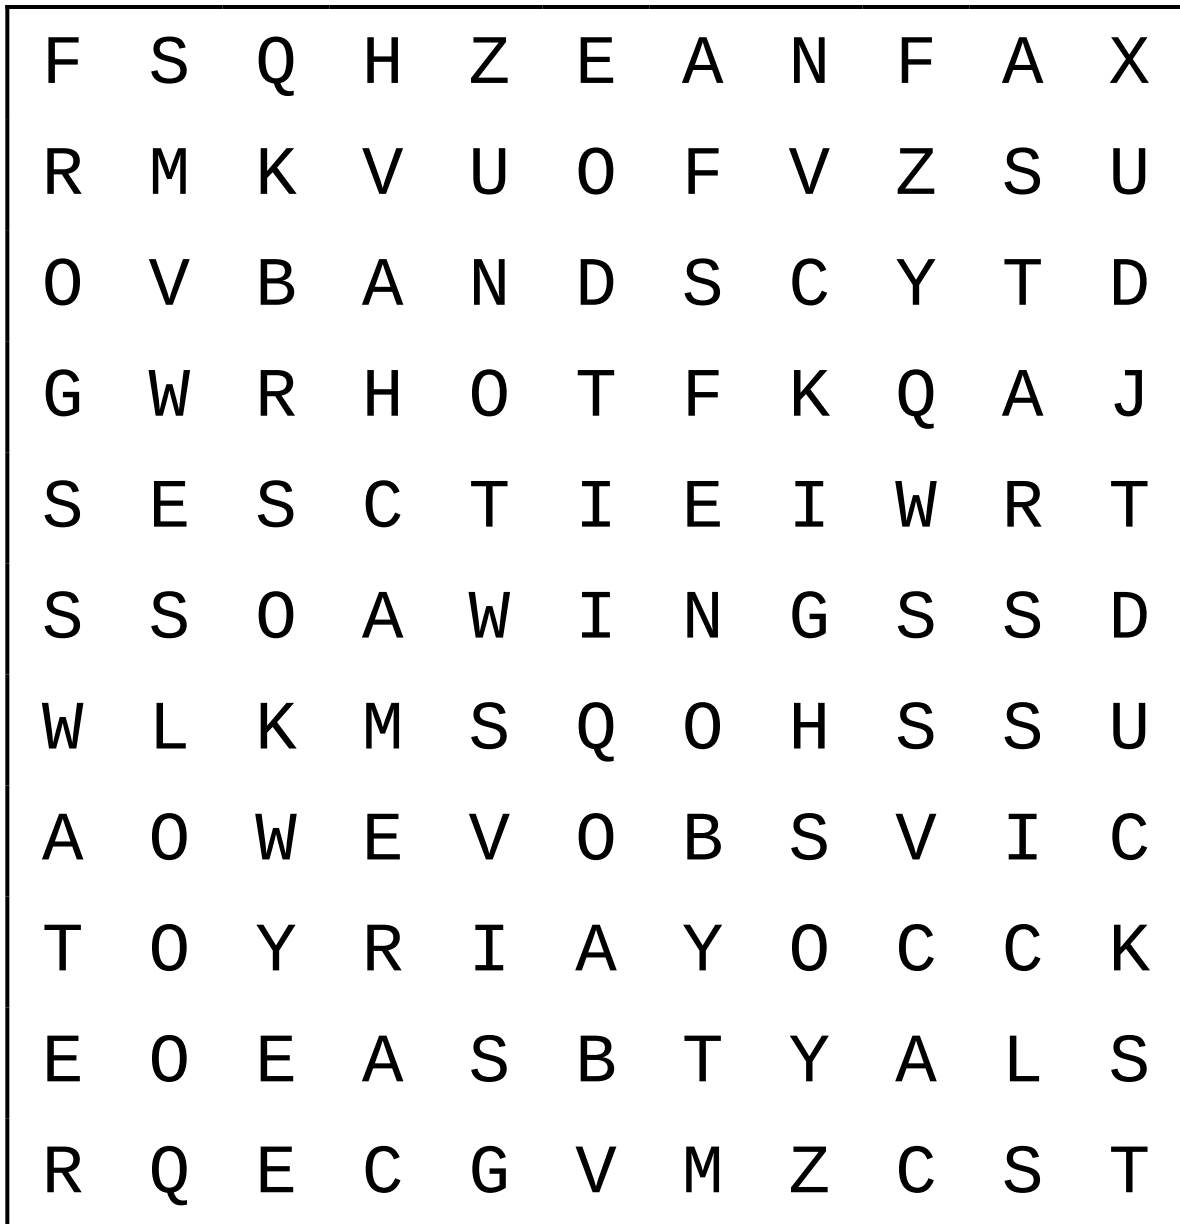 F S Q H Z E A N F A X
R M K V U O F V Z S U
O V B A N D S C Y T D
G W R H O T F K Q A J
S E S C T I E I W R T
S S O A W I N G S S D
W L K M S Q O H S S U
A O W E V O B S V I C
T O Y R I A Y O C C K
E O E A S B T Y A L S
R Q E C G V M Z C S T